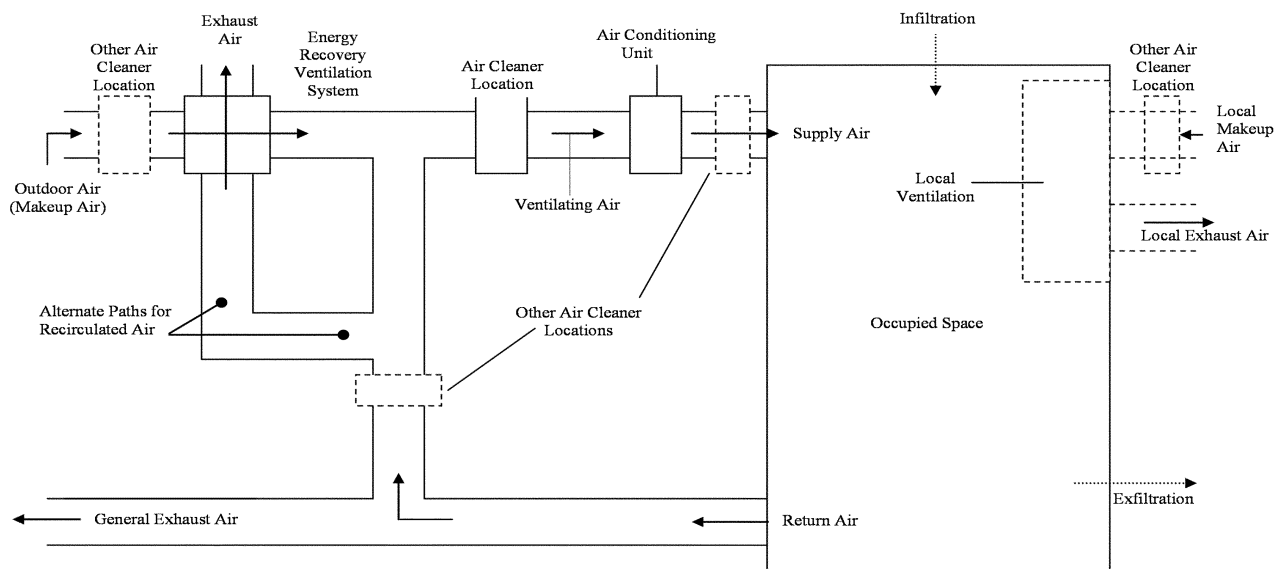 Exhaust
Air
Other Air
Cleaner
Location
Energy
Recovery
Ventilation
System
Air Cleaner
Location
Air Conditioning
Unit
Infiltration
Other Air
Cleaner
Location
Local
Makeup
Air
Supply Air
Outdoor Air
(Makeup Air)
Ventilating Air
Local
Ventilation
Local Exhaust Air
Alternate Paths for
Recirculated Air
Other Air Cleaner
Locations
Occupied Space
Exfiltration
General Exhaust Air
Return Air